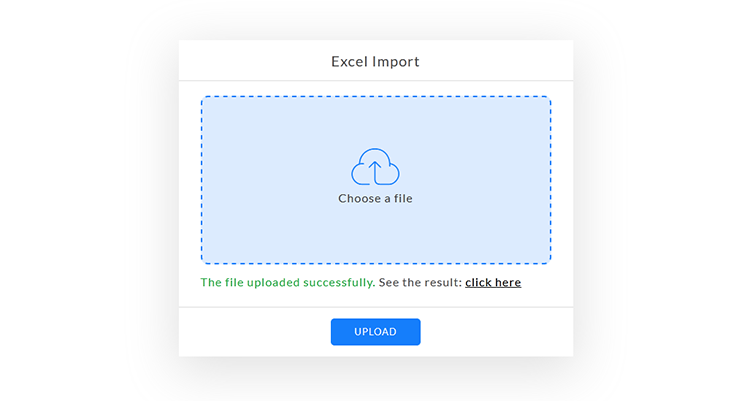 Excel Import
Choose a file
The file uploaded successfully. See the result: click here
UPLOAD